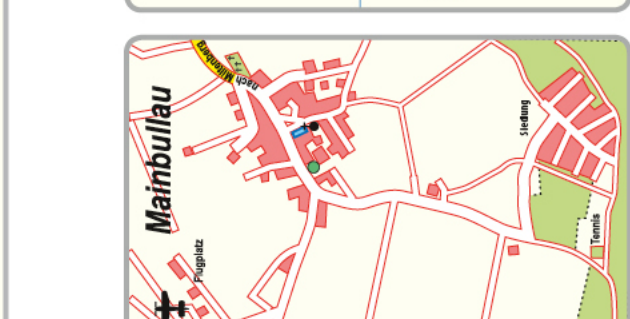 nach Miltenberg
Mainbullau
Siedlung
Flugplatz
Tennis